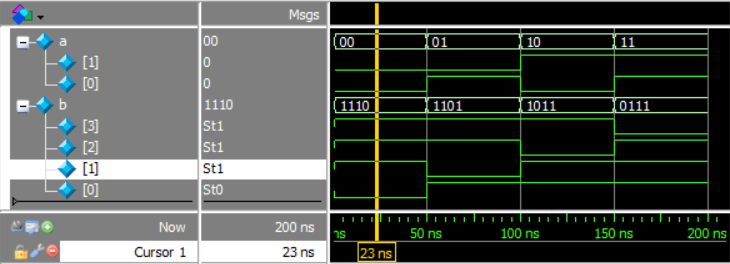 Msgs
a 00 00 01 10 11
[1] 0
[0] 0
b 1110 1110 1101 1011 0111
[3] St1
[2] St1
[1] St1
[0] St0
Now 200 ns ns 50 ns 100 ns 150 ns 200 ns
Cursor 1 23 ns 23 ns